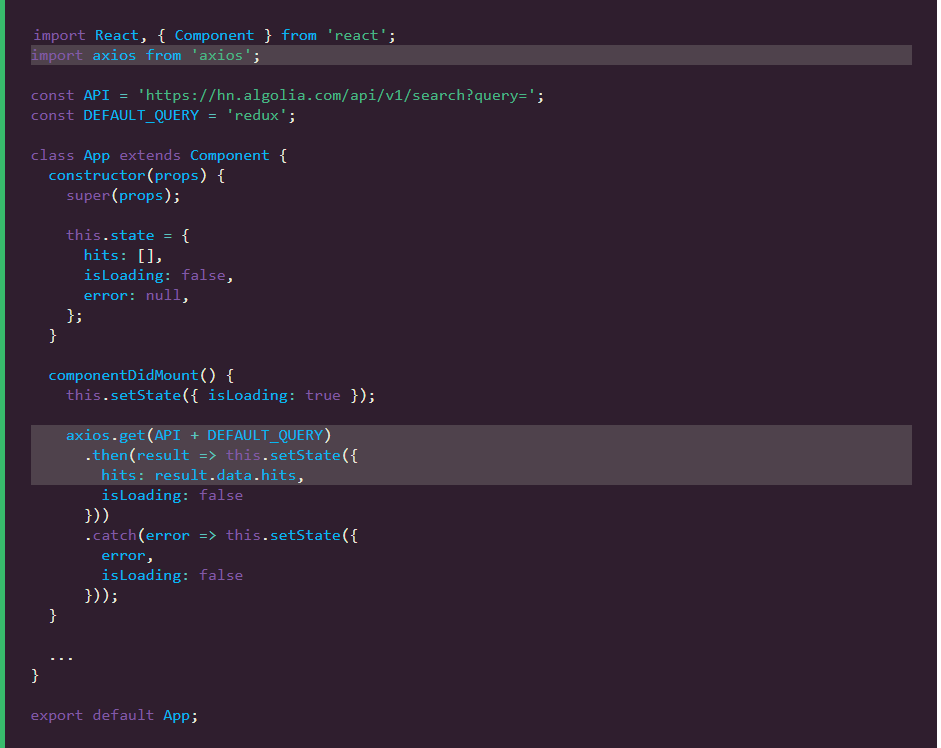 import React, { Component } from 'react';
import axios from 'axios';
const API = 'https://hn.algolia.com/api/v1/search?query=';
const DEFAULT_QUERY = 'redux';
class App extends Component {
  constructor(props) {
    super(props);
    this.state = {
      hits: [],
      isLoading: false,
      error: null,
    };
  }
  componentDidMount() {
    this.setState({ isLoading: true });
    axios.get(API + DEFAULT_QUERY)
      .then(result => this.setState({
        hits: result.data.hits,
        isLoading: false
      }))
      .catch(error => this.setState({
        error,
        isLoading: false
      }));
  }
  ...
}
export default App;